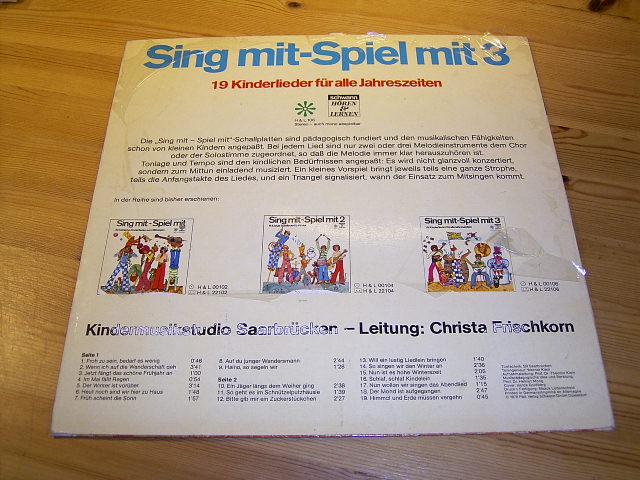 Sing mit-Spiel mit 3
19 Kinderlieder für alle Jahreszeiten
schwann
HÖREN
&
LERNEN
H & L 106
Stereo – auch mono abspielbar
Die „Sing mit – Spiel mit“-Schallplatten sind pädagogisch fundiert und den musikalischen Fähigkeiten
schon von kleinen Kindern angepaßt. Bei jedem Lied sind nur zwei oder drei Melodieinstrumente dem Chor
oder der Solostimme zugeordnet, so daß die Melodie immer klar herauszuhören ist.
Tonlage und Tempo sind den kindlichen Bedürfnissen angepaßt: Es wird nicht glanzvoll konzertiert,
sondern zum Mittun einladend musiziert. Ein kleines Vorspiel bringt jeweils teils eine ganze Strophe,
teils die Anfangstakte des Liedes, und ein Triangel signalisiert, wann der Einsatz zum Mitsingen kommt.
In der Reihe sind bisher erschienen:
Sing mit-Spiel mit
H & L 00102
H & L 22102
Sing mit-Spiel mit 2
H & L 00104
H & L 22104
Sing mit-Spiel mit 3
H & L 00106
H & L 22106
Kindermusikstudio Saarbrücken – Leitung: Christa Frischkorn
Seite 1
1. Froh zu sein, bedarf es wenig 0'46
2. Wenn ich auf die Wanderschaft geh 3'41
3. Jetzt fängt das schöne Frühjahr an 1'00
4. Im Mai fällt Regen 0'54
5. Der Winter ist vorüber 3'14
6. Heut noch sind wir hier zu Haus 1'48
7. Früh scheint die Sonn 1'57
8. Auf du junger Wandersmann 2'44
9. Hatno, so segeln wir 1'26
Seite 2
10. Ein Jäger längs dem Weiher ging 2'38
11. So geht es im Schnützelputzhäusle 1'39
12. Bitte gib mir ein Zuckerstückchen 2'27
13. Will ein lustig Liedlein bringen 1'40
14. So singen wir den Winter an 2'36
15. Nun ist es hohe Winterszeit 2'05
16. Schlaf, schlaf Kindelein 1'35
17. Nun wollen wir singen das Abendlied 1'15
18. Der Mond ist aufgegangen 2'47
19. Himmel und Erde müssen vergehn 0'45